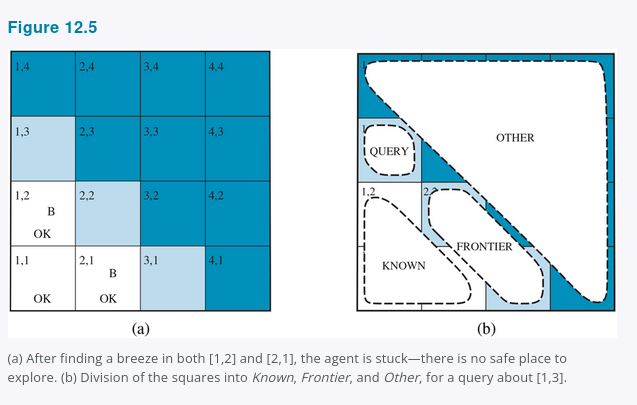 Figure 12.5
1,4 2,4 3,4 4,4
1,3 2,3 3,3 4,3
OTHER
QUERY
1,2 2,2 3,2 4,2
B
OK
1,2
1,1 2,1 3,1 4,1
B
OK OK
FRONTIER
KNOWN
(a) (b)
(a) After finding a breeze in both [1,2] and [2,1], the agent is stuck—there is no safe place to
explore. (b) Division of the squares into Known, Frontier, and Other, for a query about [1,3].